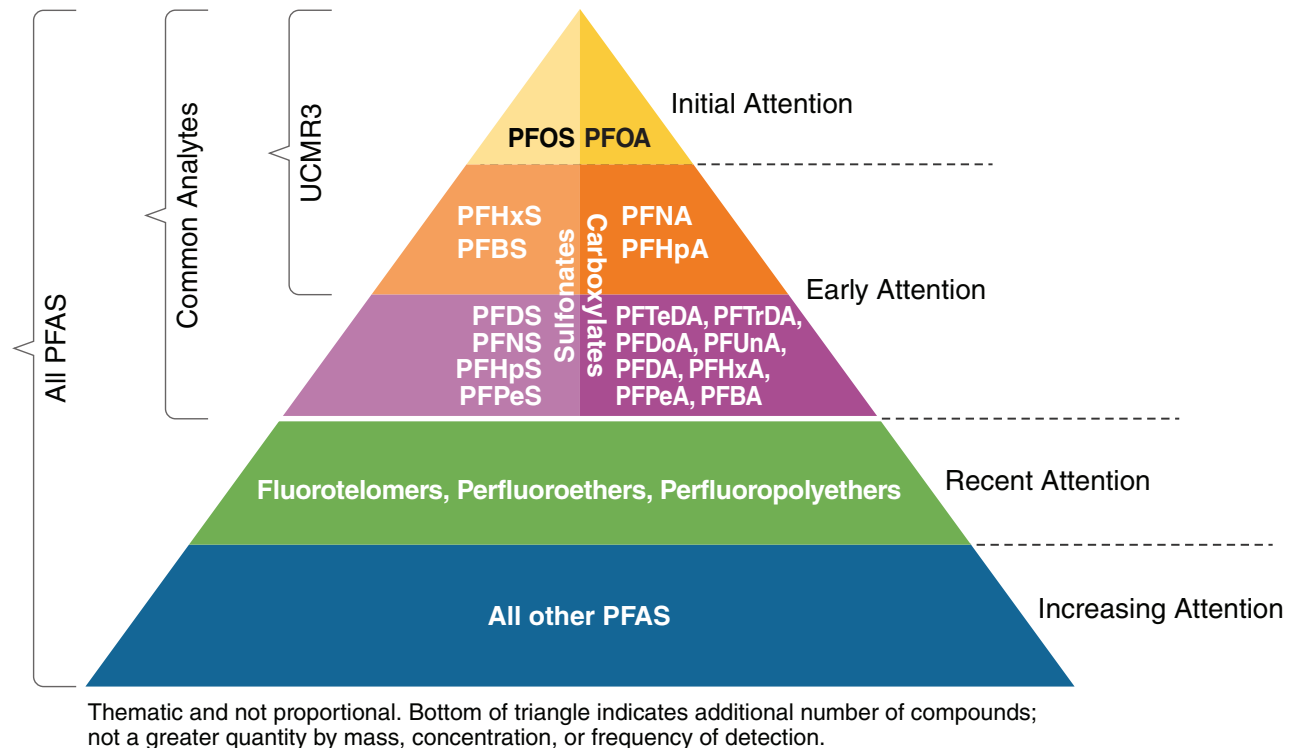 All PFAS
Common Analytes
UCMR3
PFOS PFOA
Initial Attention
PFHxS
PFBS
Sulfonates
Carboxylates
PFNA
PFHpA
Early Attention
PFDS
PFNS
PFHpS
PFPeS
PFTeDA, PFTrDA,
PFDoA, PFUnA,
PFDA, PFHxA,
PFPeA, PFBA
Fluorotelomers, Perfluoroethers, Perfluoropolyethers
Recent Attention
All other PFAS
Increasing Attention
Thematic and not proportional. Bottom of triangle indicates additional number of compounds;
not a greater quantity by mass, concentration, or frequency of detection.